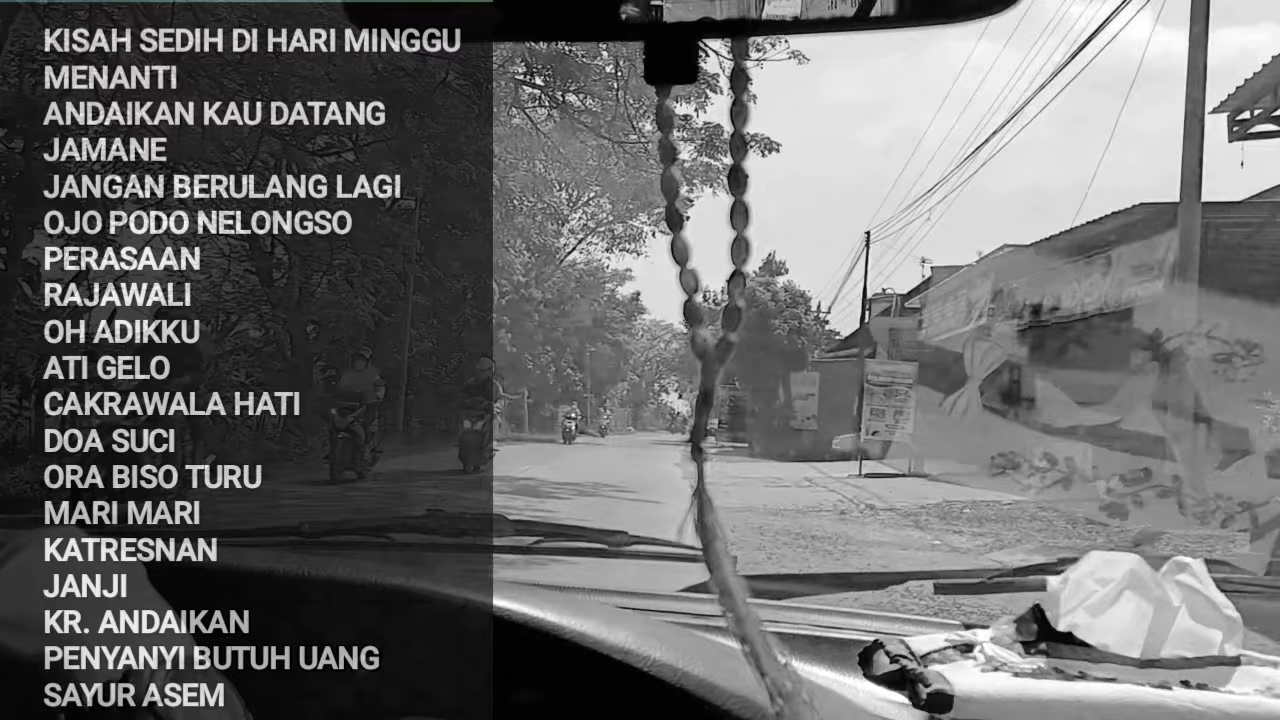 KISAH SEDIH DI HARI MINGGU
MENANTI
ANDAIKAN KAU DATANG
JAMANE
JANGAN BERULANG LAGI
OJO PODO NELONGSO
PERASAAN
RAJAWALI
OH ADIKKU
ATI GELO
CAKRAWALA HATI
DOA SUCI
ORA BISO TURU
MARI MARI
KATRESNAN
JANJI
KR. ANDAIKAN
PENYANYI BUTUH UANG
SAYUR ASEM